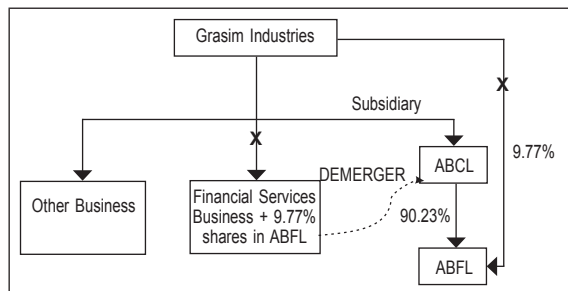 Grasim Industries
X
Subsidiary
X
9.77%
DEMERGER
ABCL
Other Business
Financial Services
Business + 9.77%
shares in ABFL
90.23%
ABFL